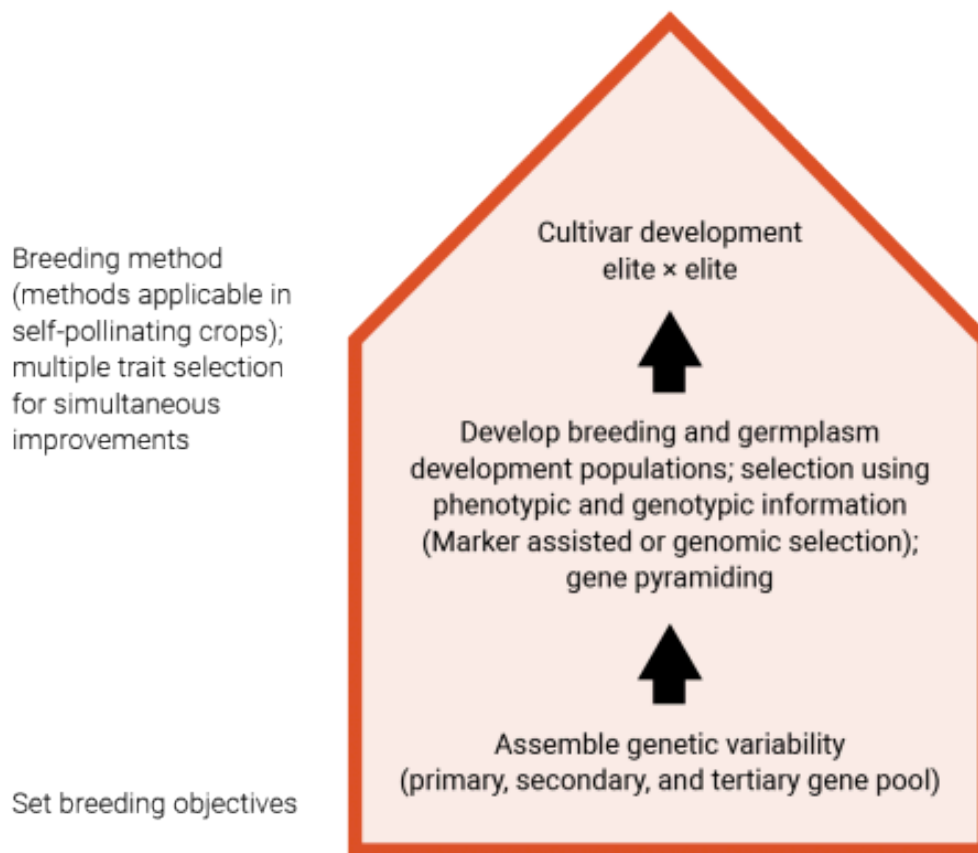 Breeding method
(methods applicable in
self-pollinating crops);
multiple trait selection
for simultaneous
improvements
Set breeding objectives
Cultivar development
elite × elite
Develop breeding and germplasm
development populations; selection using
phenotypic and genotypic information
(Marker assisted or genomic selection);
gene pyramiding
Assemble genetic variability
(primary, secondary, and tertiary gene pool)